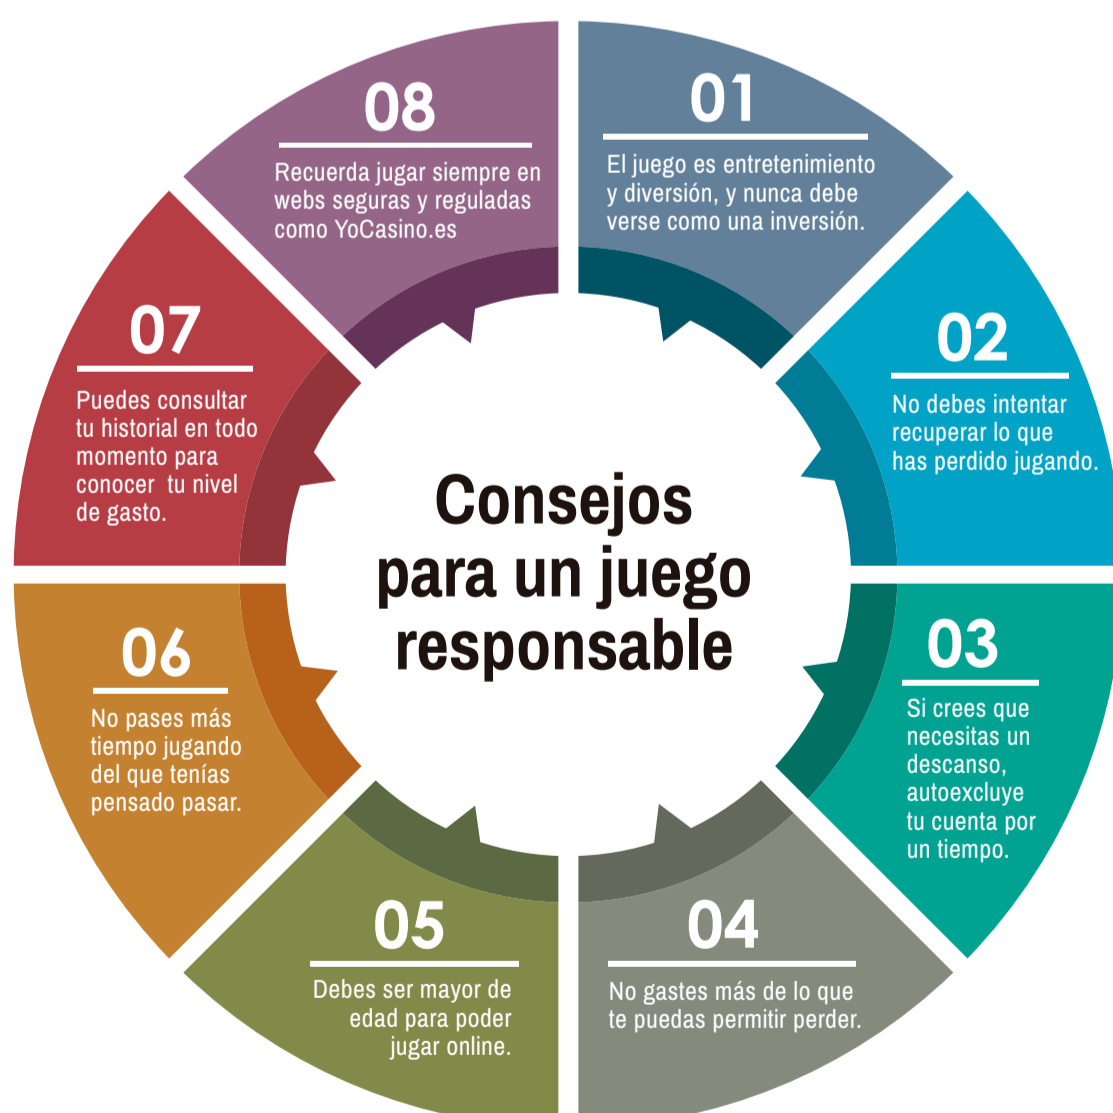 Consejos
para un juego
responsable
01
El juego es entretenimiento
y diversión, y nunca debe
verse como una inversión.
02
No debes intentar
recuperar lo que
has perdido jugando.
03
Si crees que
necesitas un
descanso,
autoexcluye
tu cuenta por
un tiempo.
04
No gastes más de lo que
te puedas permitir perder.
05
Debes ser mayor de
edad para poder
jugar online.
06
No pases más
tiempo jugando
del que tenías
pensado pasar.
07
Puedes consultar
tu historial en todo
momento para
conocer tu nivel
de gasto.
08
Recuerda jugar siempre en
webs seguras y reguladas
como YoCasino.es